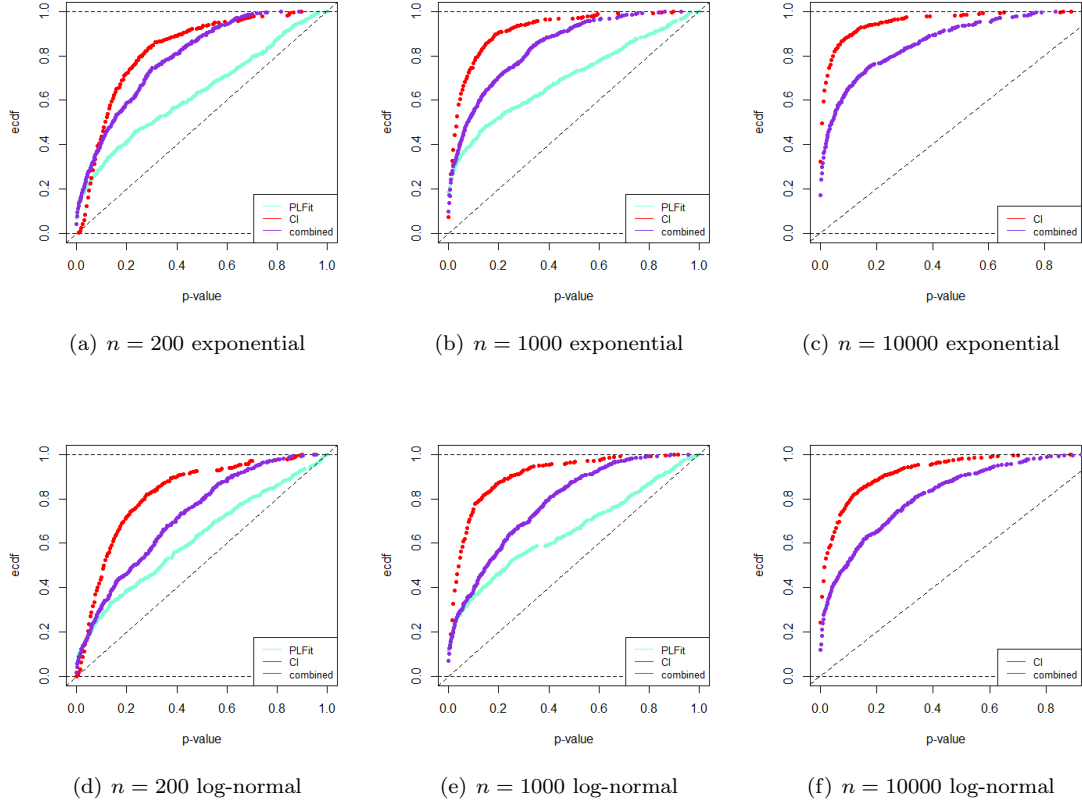 ecdf
0.0 0.2 0.4 0.6 0.8 1.0
0.0 0.2 0.4 0.6 0.8 1.0
p-value
PLFit
CI
combined
(a) n = 200 exponential
ecdf
0.0 0.2 0.4 0.6 0.8 1.0
0.0 0.2 0.4 0.6 0.8 1.0
p-value
PLFit
CI
combined
(b) n = 1000 exponential
ecdf
0.0 0.2 0.4 0.6 0.8 1.0
0.0 0.2 0.4 0.6 0.8
p-value
CI
combined
(c) n = 10000 exponential
ecdf
0.0 0.2 0.4 0.6 0.8 1.0
0.0 0.2 0.4 0.6 0.8 1.0
p-value
PLFit
CI
combined
(d) n = 200 log-normal
ecdf
0.0 0.2 0.4 0.6 0.8 1.0
0.0 0.2 0.4 0.6 0.8 1.0
p-value
PLFit
CI
combined
(e) n = 1000 log-normal
ecdf
0.0 0.2 0.4 0.6 0.8 1.0
0.0 0.2 0.4 0.6 0.8
p-value
CI
combined
(f) n = 10000 log-normal